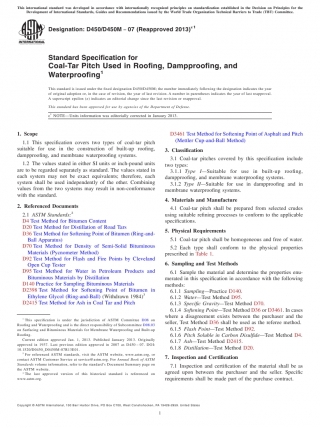 This international standard was developed in accordance with internationally recognized principles on standardization established in the Decision on Principles for the
Development of International Standards, Guides and Recommendations issued by the World Trade Organization Technical Barriers to Trade (TBT) Committee.
Designation: D450/D450M − 07 (Reapproved 2013)ε1
Standard Specification for
Coal-Tar Pitch Used in Roofing, Dampproofing, and
Waterproofing1
This standard is issued under the fixed designation D450/D450M; the number immediately following the designation indicates the year
of original adoption or, in the case of revision, the year of last revision. A number in parentheses indicates the year of last reapproval.
A superscript epsilon (ε) indicates an editorial change since the last revision or reapproval.
This standard has been approved for use by agencies of the U.S. Department of Defense.
ε1 NOTE—Units information was editorially corrected in January 2013.
1. Scope
1.1 This specification covers two types of coal-tar pitch
suitable for use in the construction of built-up roofing,
dampproofing, and membrane waterproofing systems.
1.2 The values stated in either SI units or inch-pound units
are to be regarded separately as standard. The values stated in
each system may not be exact equivalents; therefore, each
system shall be used independently of the other. Combining
values from the two systems may result in non-conformance
with the standard.
2. Referenced Documents
2.1 ASTM Standards:2
D4 Test Method for Bitumen Content
D20 Test Method for Distillation of Road Tars
D36 Test Method for Softening Point of Bitumen (Ring-and-
Ball Apparatus)
D70 Test Method for Density of Semi-Solid Bituminous
Materials (Pycnometer Method)
D92 Test Method for Flash and Fire Points by Cleveland
Open Cup Tester
D95 Test Method for Water in Petroleum Products and
Bituminous Materials by Distillation
D140 Practice for Sampling Bituminous Materials
D2398 Test Method for Softening Point of Bitumen in
Ethylene Glycol (Ring-and-Ball) (Withdrawn 1984)3
D2415 Test Method for Ash in Coal Tar and Pitch
1 This specification is under the jurisdiction of ASTM Committee D08 on
Roofing and Waterproofing and is the direct responsibility of Subcommittee D08.03
on Surfacing and Bituminous Materials for Membrane Waterproofing and Built-up
Roofing.
Current edition approved Jan. 1, 2013. Published January 2013. Originally
approved in 1937. Last previous edition approved in 2007 as D450 – 07. DOI:
10.1520/D0450_D0450M-07R13E01.
2 For referenced ASTM standards, visit the ASTM website, www.astm.org, or
contact ASTM Customer Service at service@astm.org. For Annual Book of ASTM
Standards volume information, refer to the standard's Document Summary page on
the ASTM website.
3 The last approved version of this historical standard is referenced on
www.astm.org.
D3461 Test Method for Softening Point of Asphalt and Pitch
(Mettler Cup-and-Ball Method)
3. Classification
3.1 Coal-tar pitches covered by this specification include
two types:
3.1.1 Type I—Suitable for use in built-up roofing,
dampproofing, and membrane waterproofing systems.
3.1.2 Type II—Suitable for use in dampproofing and in
membrane waterproofing systems.
4. Materials and Manufacture
4.1 Coal-tar pitch shall be prepared from selected crudes
using suitable refining processes to conform to the applicable
specifications.
5. Physical Requirements
5.1 Coal-tar pitch shall be homogeneous and free of water.
5.2 Each type shall conform to the physical properties
prescribed in Table 1.
6. Sampling and Test Methods
6.1 Sample the material and determine the properties enu-
merated in this specification in accordance with the following
methods:
6.1.1 Sampling—Practice D140.
6.1.2 Water—Test Method D95.
6.1.3 Specific Gravity—Test Method D70.
6.1.4 Softening Point—Test Method D36 or D3461. In cases
where a disagreement exists between the purchaser and the
seller, Test Method D36 shall be used as the referee method.
6.1.5 Flash Point—Test Method D92.
6.1.6 Pitch Soluble in Carbon Disulfide—Test Method D4.
6.1.7 Ash—Test Method D2415.
6.1.8 Distillation—Test Method D20.
7. Inspection and Certification
7.1 Inspection and certification of the material shall be as
agreed upon between the purchaser and the seller. Specific
requirements shall be made part of the purchase contract.
Copyright © ASTM International, 100 Barr Harbor Drive, PO Box C700, West Conshohocken, PA 19428-2959. United States
1